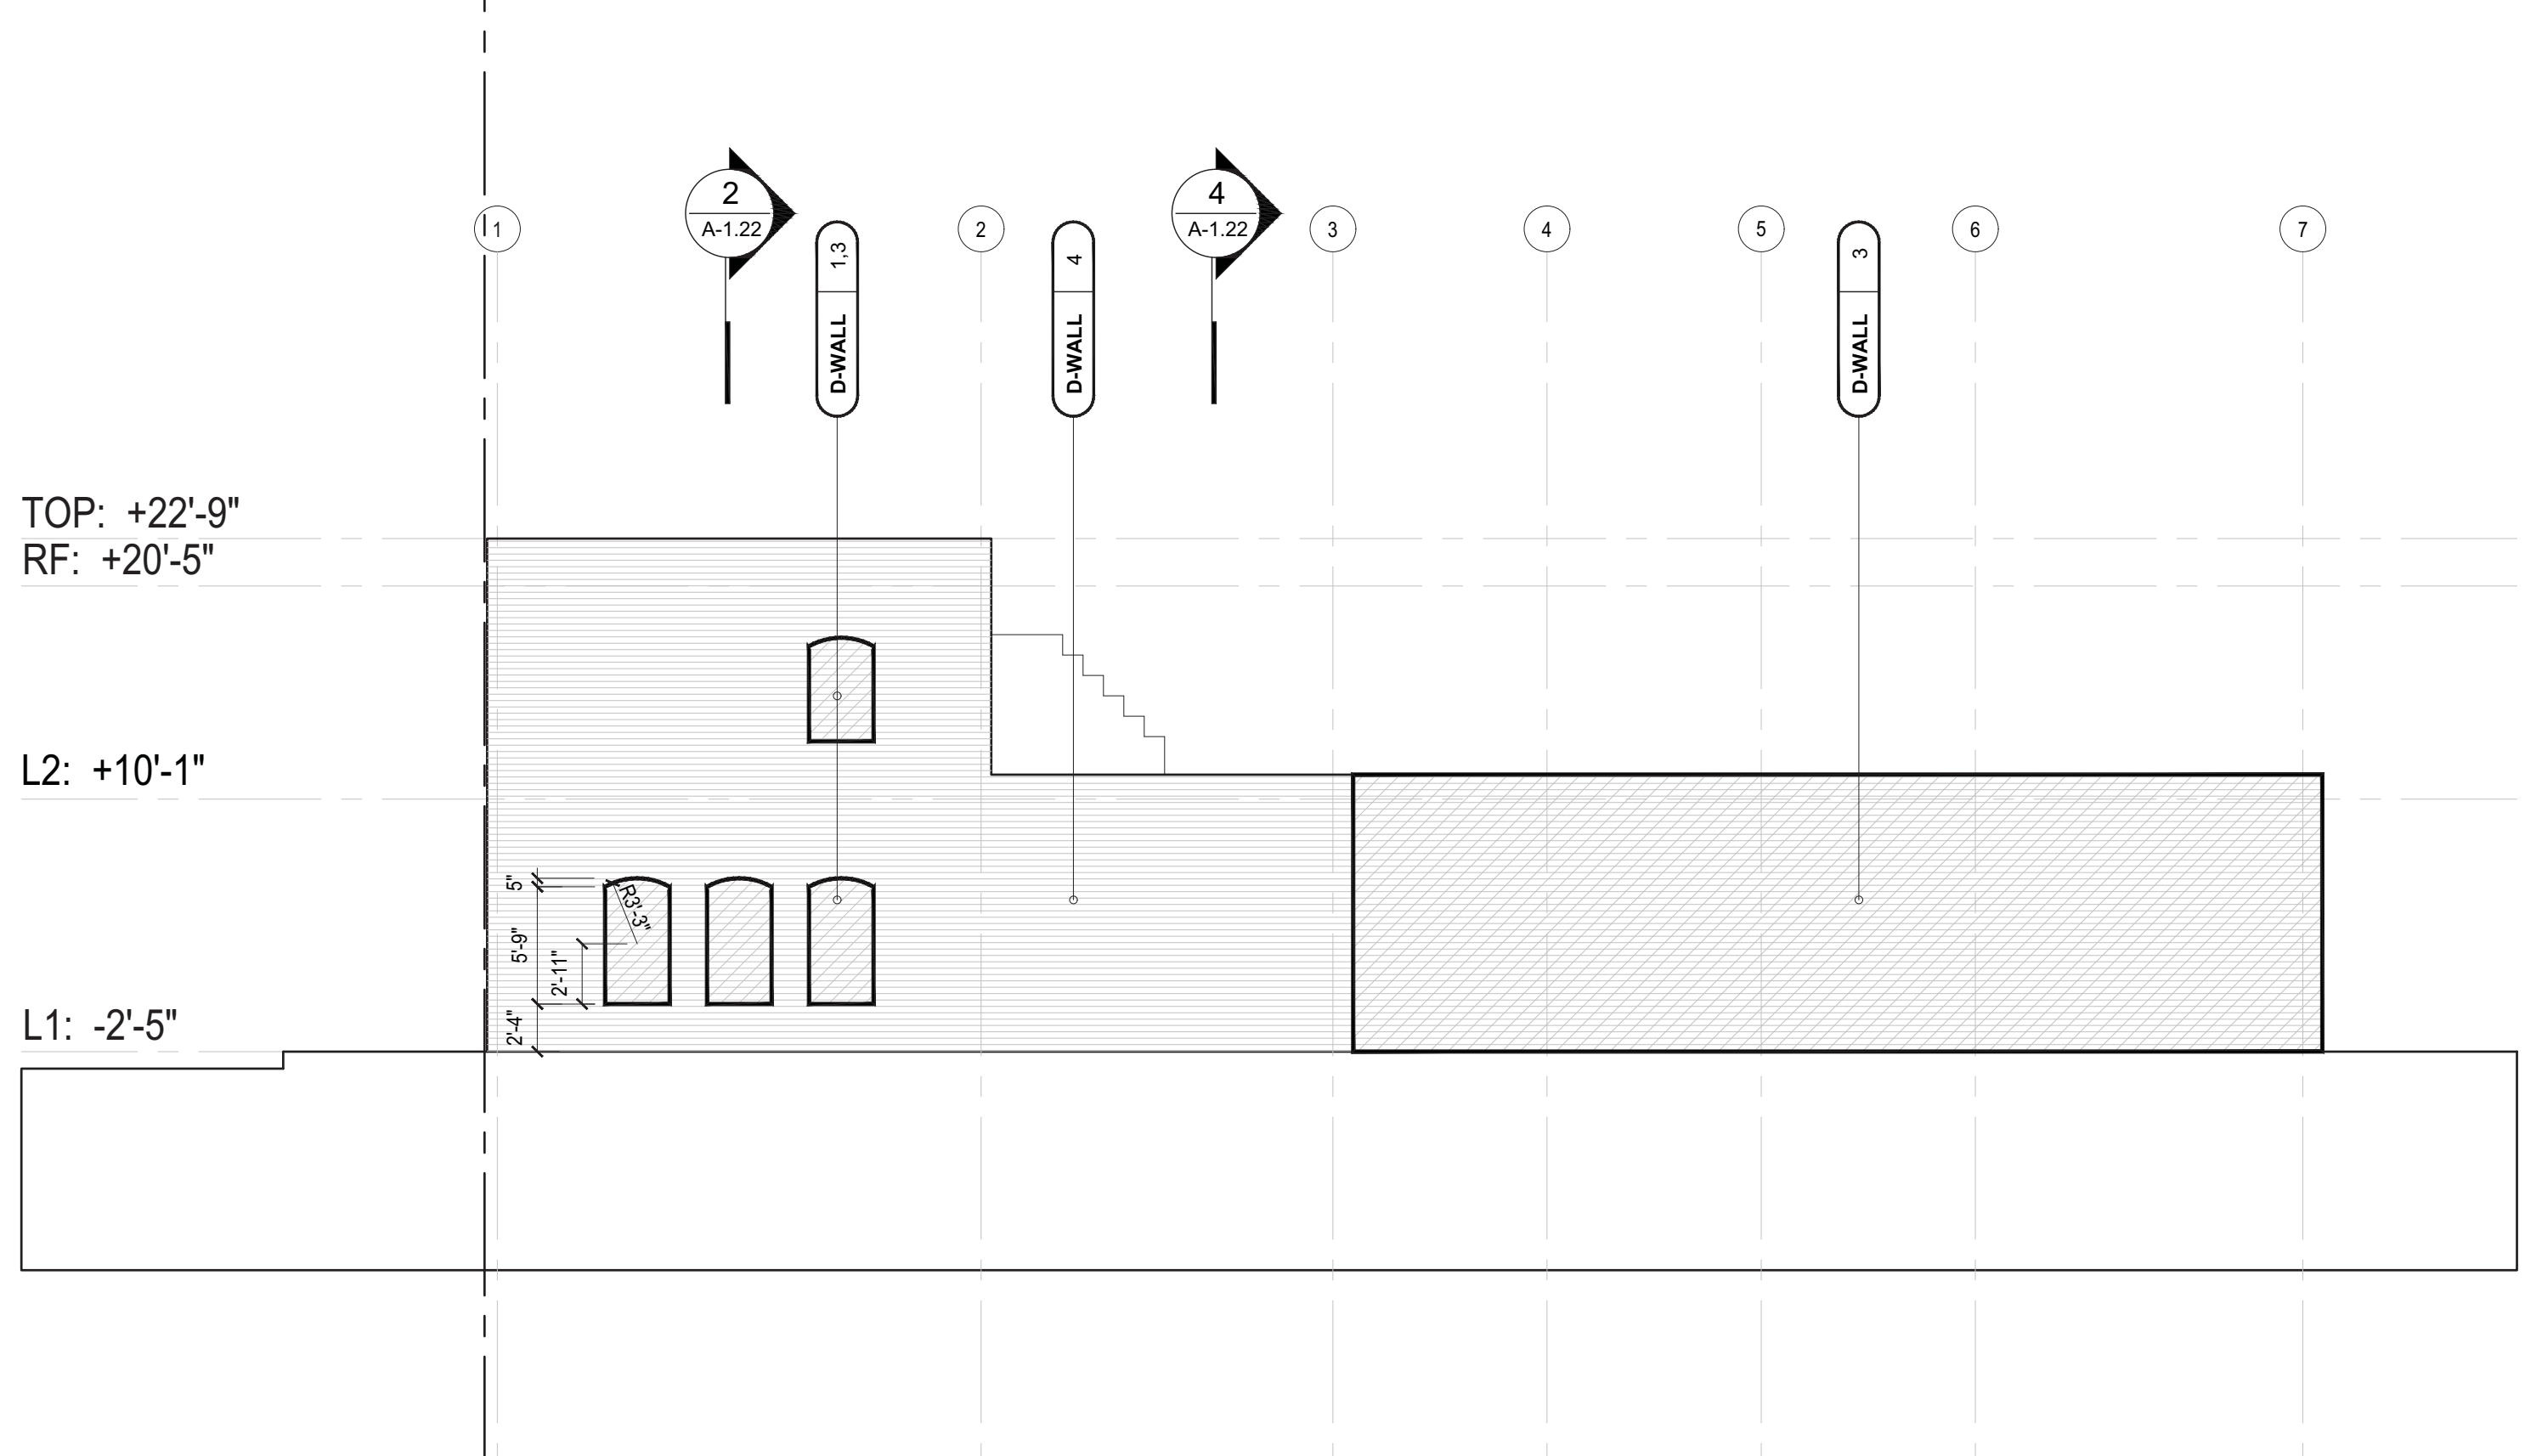 2
A-1.22
4
A-1.22
1
2
3
4
5
6
7
1,3
D-WALL
4
D-WALL
3
D-WALL
TOP: +22'-9"
RF: +20'-5"
L2: +10'-1"
L1: -2'-5"
5"
R3'-3"
5'-9"
2'-11"
2'-4"